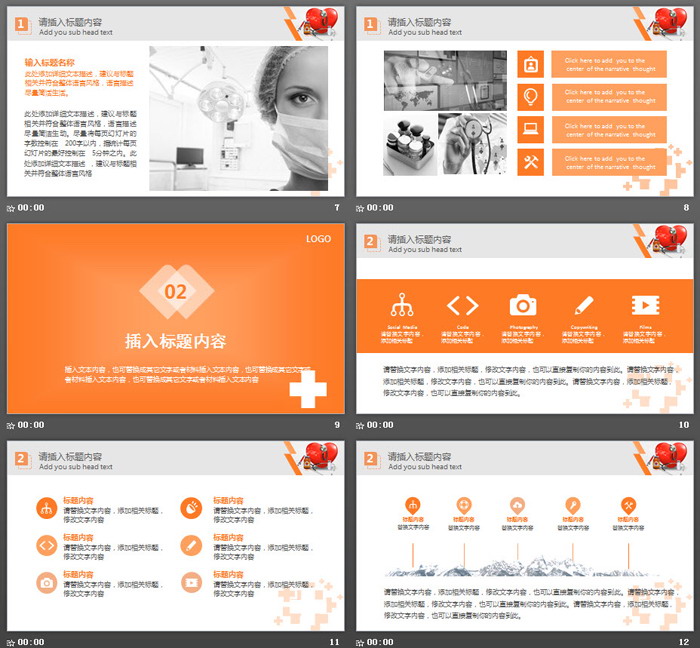 1
请插入标题内容
Add you sub head text
输入标题名称
此处添加详细文本描述，建议与标题
相关并符合整体语言风格，语言描述
尽量简洁生活。
此处添加详细文本描述，建议与标题
相关并符合整体语言风格，语言描述
尽量简洁生动。尽量将每页幻灯片的
字数控制在 200字以内，据统计每页
幻灯片的最好控制在 5分钟之内。此
处添加详细文本描述 ，建议与标题相
关并符合整体语言风格
00:00
7
1
请插入标题内容
Add you sub head text
Click here to add you to the
center of the narrative thought
Click here to add you to the
center of the narrative thought
Click here to add you to the
center of the narrative thought
Click here to add you to the
center of the narrative thought
00:00
8
LOGO
02
插入标题内容
插入文本内容，也可替换成其它文字或者材料插入文本内容，也可替换成其它文字或
者材料插入文本内容，也可替换成其它文字或者材料插入文本内容
00:00
9
2
请插入标题内容
Add you sub head text
Social Media
请替换文字内容，
添加相关标题
Code
请替换文字内容，
添加相关标题
Photography
请替换文字内容，
添加相关标题
Copywriting
请替换文字内容，
添加相关标题
Films
请替换文字内容，
添加相关标题
请替换文字内容，添加相关标题，修改文字内容，也可以直接复制你的内容到此。请替换文字内容，
添加相关标题，修改文字内容，也可以直接复制你的内容到此。请替换文字内容，添加相关标题，
修改文字内容，也可以直接复制你的内容到此。
00:00
10
2
请插入标题内容
Add you sub head text
标题内容
请替换文字内容，添加相关标题，
修改文字内容
标题内容
请替换文字内容，添加相关标题，
修改文字内容
标题内容
请替换文字内容，添加相关标题，
修改文字内容
标题内容
请替换文字内容，添加相关标题，
修改文字内容
标题内容
请替换文字内容，添加相关标题，
修改文字内容
标题内容
请替换文字内容，添加相关标题，
修改文字内容
00:00
11
2
请插入标题内容
Add you sub head text
标题内容
替换文字内容
标题内容
替换文字内容
标题内容
替换文字内容
标题内容
替换文字内容
标题内容
替换文字内容
请替换文字内容，添加相关标题，修改文字内容，也可以直接复制你的内容到此。请替换文字内容，
添加相关标题，修改文字内容，也可以直接复制你的内容到此。请替换文字内容，添加相关标题，
修改文字内容，也可以直接复制你的内容到此。
00:00
12